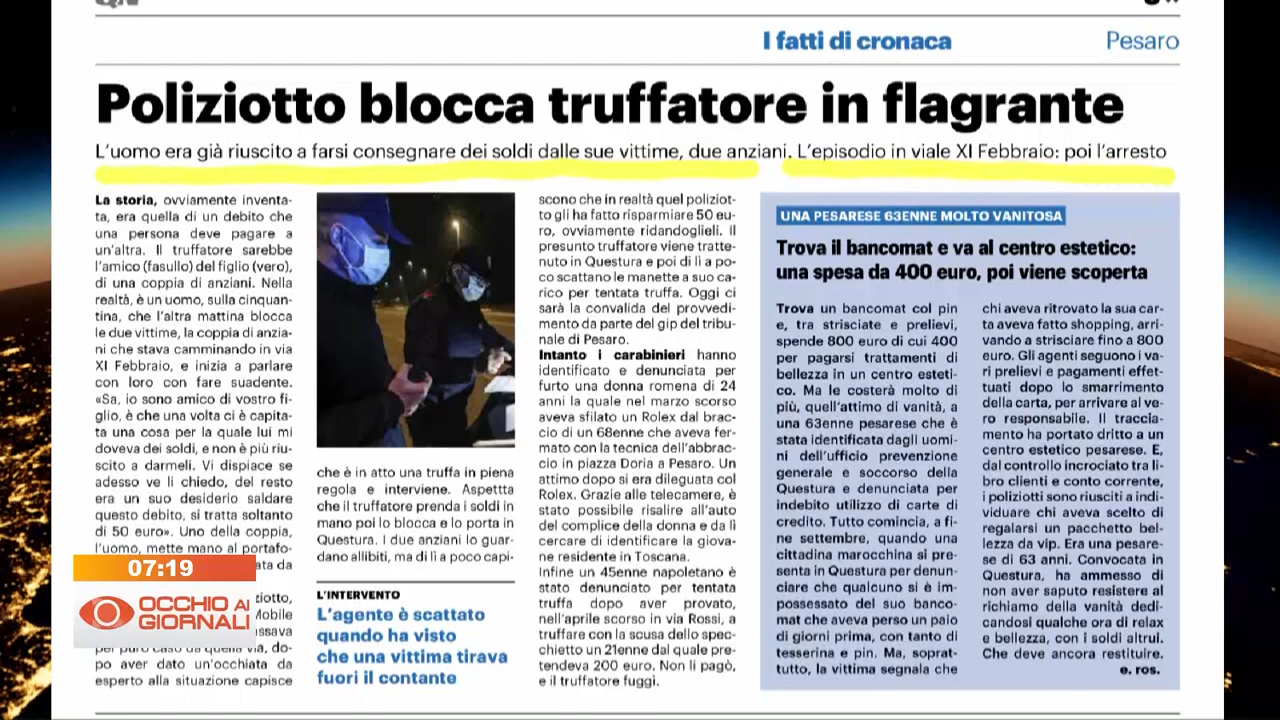 I fatti di cronaca
Pesaro
Poliziotto blocca truffatore in flagrante
L'uomo era già riuscito a farsi consegnare dei soldi dalle sue vittime, due anziani. L'episodio in viale XI Febbraio: poi l'arresto
La storia, ovviamente inventa-
ta, era quella di un debito che
una persona deve pagare a
un'altra. Il truffatore sarebbe
l'amico (fasullo) del figlio (vero),
di una coppia di anziani. Nella
realtà, è un uomo, sulla cinquan-
tina, che l'altra mattina blocca
le due vittime, la coppia di anzia-
ni che stava camminando in via
XI Febbraio, e inizia a parlare
con loro con fare suadente.
«Sa, io sono amico di vostro fi-
glio, è che una volta ci è capita-
ta una cosa per la quale lui mi
doveva dei soldi, e non è più riu-
scito a darmeli. Vi dispiace se
adesso ve li chiedo, del resto
era un suo desiderio saldare
questo debito, si tratta soltanto
di 50 euro». Uno della coppia,
l'uomo, mette mano al portafo-
ata da
ziotto,
Mobile
assava
per puro caso da quella via, do-
po aver dato un'occhiata da
esperto alla situazione capisce
che è in atto una truffa in piena
regola e interviene. Aspettta
che il truffatore prenda i soldi in
mano poi lo blocca e lo porta in
Questura. I due anziani lo guar-
dano allibiti, ma di lì a poco capi-
L'INTERVENTO
L'agente è scattato
quando ha visto
che una vittima tirava
fuori il contante
scono che in realtà quel poliziot-
to gli ha fatto risparmiare 50 eu-
ro, ovviamente ridandoglieli. Il
presunto truffatore viene tratte-
nuto in Questura e poi di lì a po-
co scattano le manette a suo ca-
rico per tentata truffa. Oggi ci
sarà la convalida del provvedi-
mento da parte del gip del tribu-
nale di Pesaro.
Intanto i carabinieri hanno
identificato e denunciata per
furto una donna romena di 24
anni la quale nel marzo scorso
aveva sfilato un Rolex dal brac-
cio di un 68enne che aveva fer-
mato con la tecnica dell'abbrac-
cio in piazza Doria a Pesaro. Un
attimo dopo si era dileguata col
Rolex. Grazie alle telecamere, è
stato possibile risalire all'auto
del complice della donna e da lì
cercare di identificare la giova-
ne residente in Toscana.
Infine un 45enne napoletano è
stato denunciato per tentata
truffa dopo aver provato,
nell'aprile scorso in via Rossi, a
truffare con la scusa dello spec-
chietto un 21enne dal quale pre-
tendeva 200 euro. Non li pagò,
e il truffatore fuggì.
UNA PESARESE 63ENNE MOLTO VANITOSA
Trova il bancomat e va al centro estetico:
una spesa da 400 euro, poi viene scoperta
Trova un bancomat col pin
e, tra strisciate e prelievi,
spende 800 euro di cui 400
per pagarsi trattamenti di
bellezza in un centro esteti-
co. Ma le costerà molto di
più, quell'attimo di vanità, a
una 63enne pesarese che è
stata identificata dagli uomi-
ni dell'ufficio prevenzione
generale e soccorso della
Questura e denunciata per
indebito utilizzo di carte di
credito. Tutto comincia, a fi-
ne settembre, quando una
cittadina marocchina si pre-
senta in Questura per denun-
ciare che qualcuno si è im-
possessato del suo banco-
mat che aveva perso un paio
di giorni prima, con tanto di
tesserina e pin. Ma, soprat-
tutto, la vittima segnala che
chi aveva ritrovato la sua car-
ta aveva fatto shopping, arri-
vando a strisciare fino a 800
euro. Gli agenti seguono i va-
ri prelievi e pagamenti effet-
tuati dopo lo smarrimento
della carta, per arrivare al ve-
ro responsabile. Il traccia-
mento ha portato dritto a un
centro estetico pesarese. E,
dal controllo incrociato tra li-
bro clienti e conto corrente,
i poliziotti sono riusciti a indi-
viduare chi aveva scelto di
regalarsi un pacchetto bel-
lezza da vip. Era una pesare-
se di 63 anni. Convocata in
Questura, ha ammesso di
non aver saputo resistere al
richiamo della vanità dedi-
candosi qualche ora di relax
e bellezza, con i soldi altrui.
Che deve ancora restituire.
e. ros.
07:19
OCCHIO AI
GIORNALI